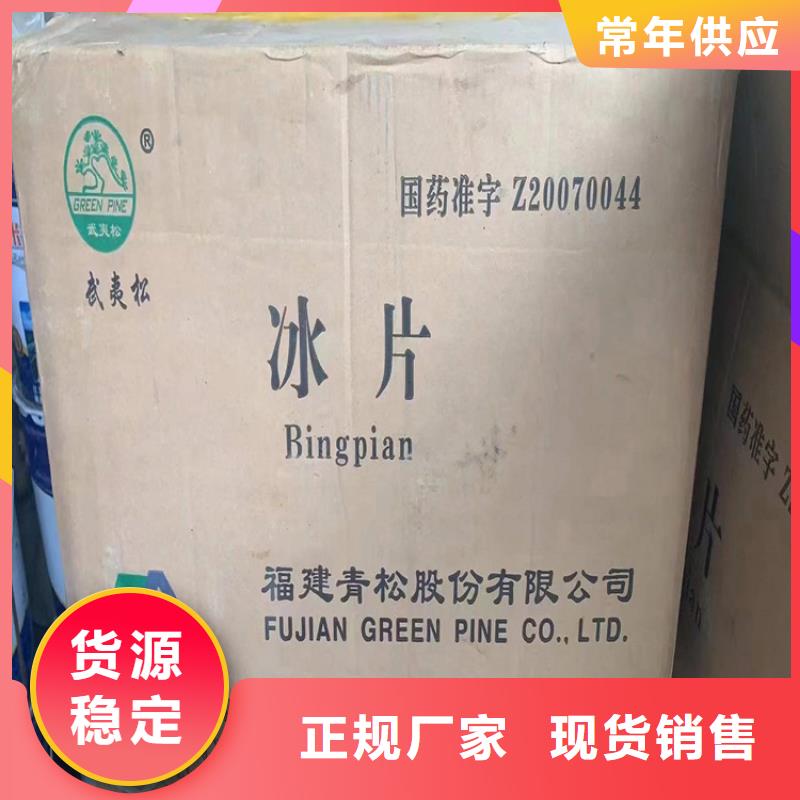 常年供应
®
GREEN PINE
武夷松
武夷松
国药准字 Z20070044
冰片
Bingpian
福建青松股份有限公司
FUJIAN GREEN PINE CO.,LTD.
国药准字 Z
片
ian
货源
稳定
正规厂家 现货销售